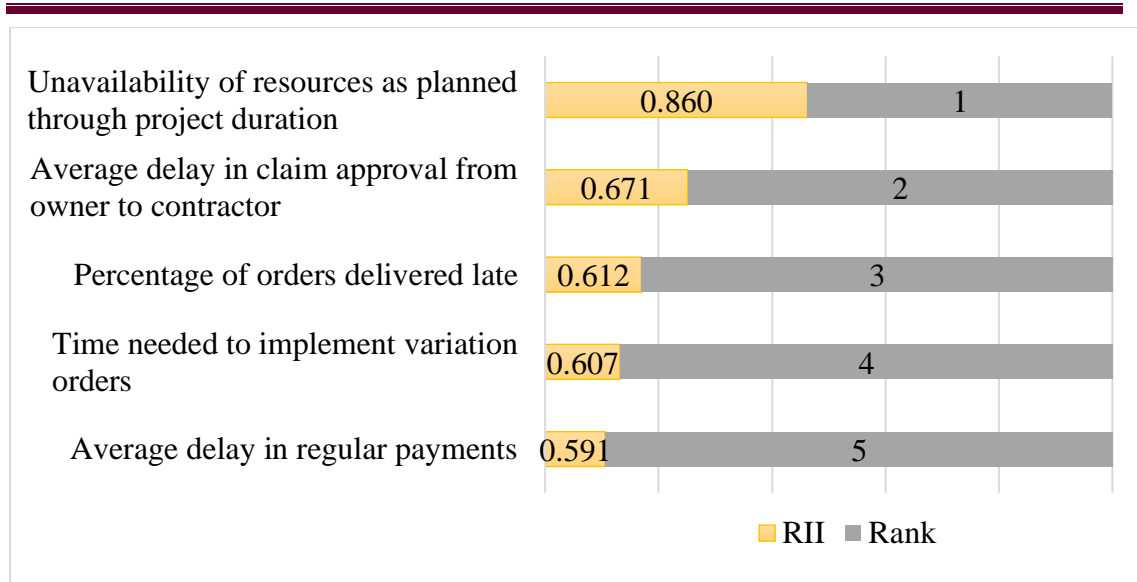 Unavailability of resources as planned
through project duration
0.860
1
Average delay in claim approval from
owner to contractor
0.671
2
Percentage of orders delivered late
0.612
3
Time needed to implement variation
orders
0.607
4
Average delay in regular payments
0.591
5
RII
Rank